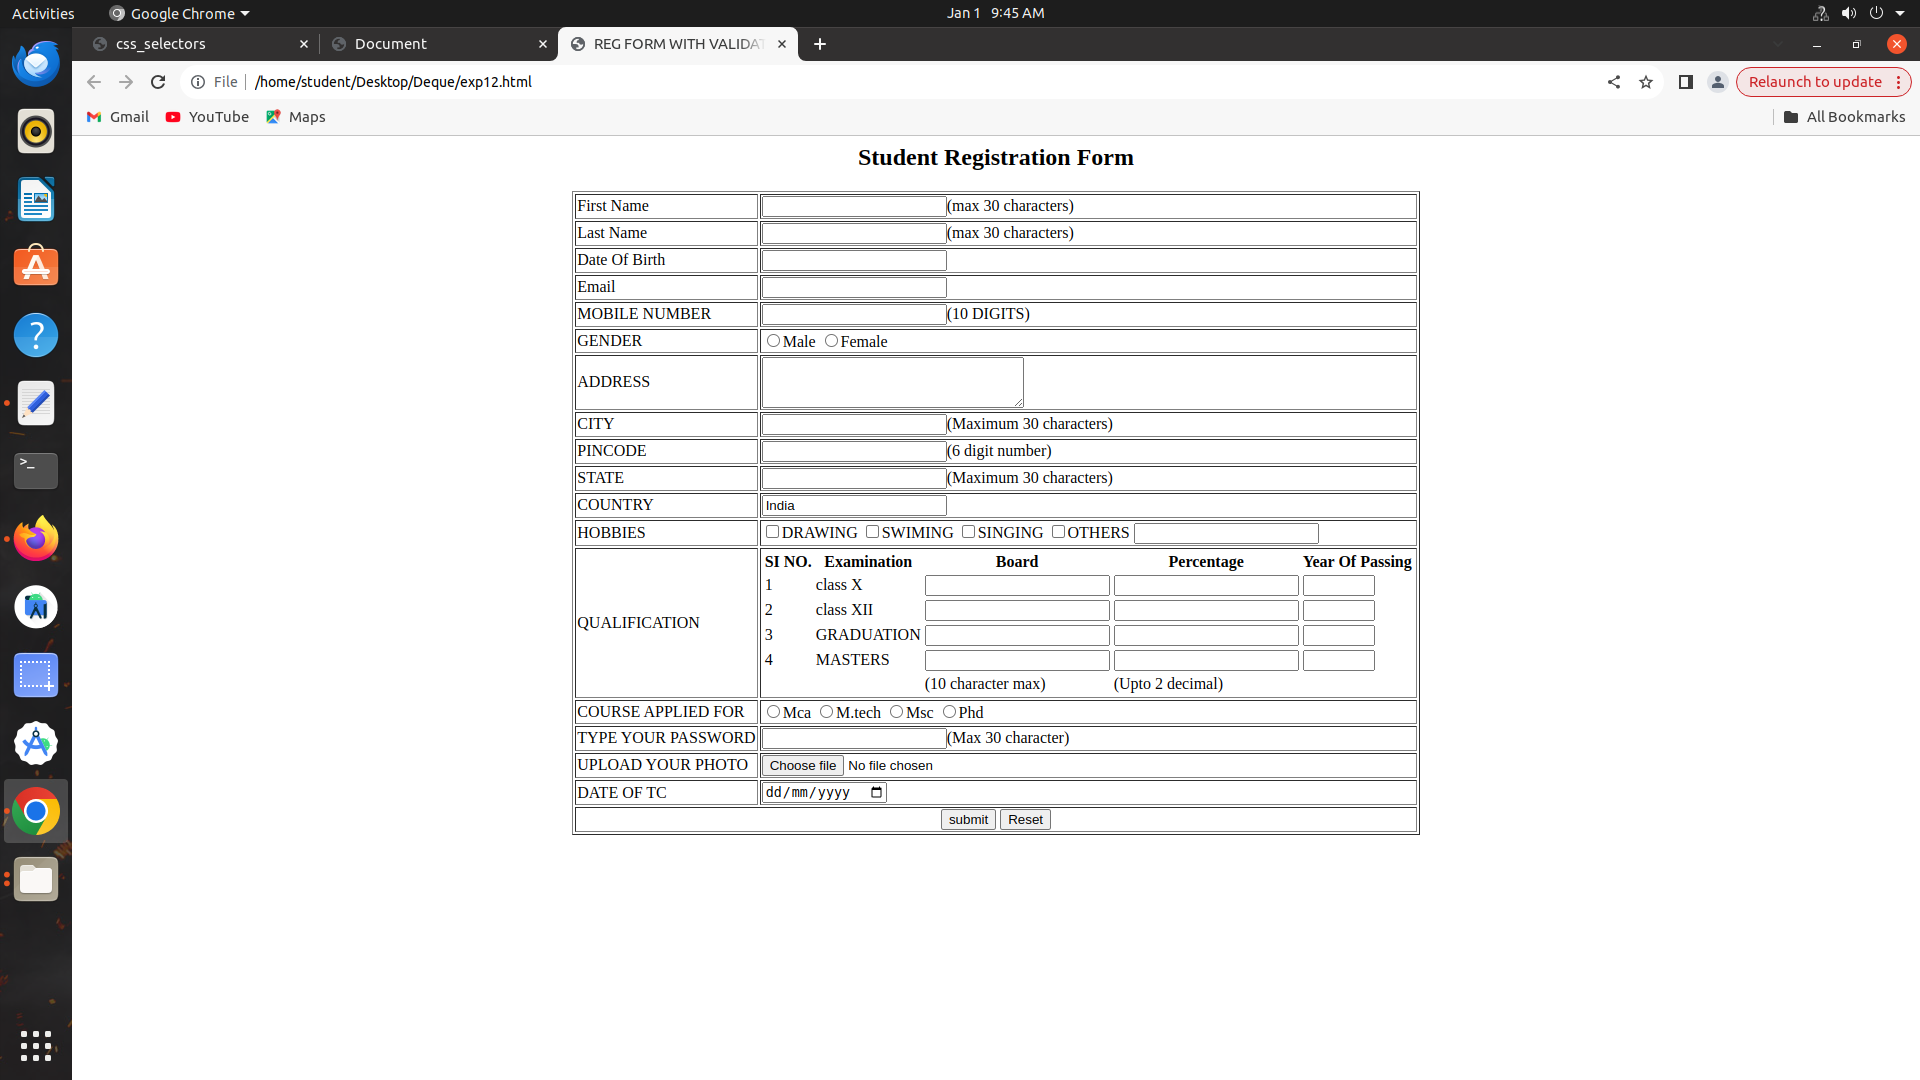 Activities Google Chrome Jan 1 9:45 AM
css_selectors Document REG FORM WITH VALIDAT
File /home/student/Desktop/Deque/exp12.html Relaunch to update
Gmail YouTube Maps All Bookmarks
Student Registration Form
First Name (max 30 characters)
Last Name (max 30 characters)
Date Of Birth
Email
MOBILE NUMBER (10 DIGITS)
GENDER Male Female
ADDRESS
CITY (Maximum 30 characters)
PINCODE (6 digit number)
STATE (Maximum 30 characters)
COUNTRY India
HOBBIES DRAWING SWIMING SINGING OTHERS
QUALIFICATION
SI NO. Examination Board Percentage Year Of Passing
1 class X
2 class XII
3 GRADUATION
4 MASTERS
(10 character max) (Upto 2 decimal)
COURSE APPLIED FOR Mca M.tech Msc Phd
TYPE YOUR PASSWORD (Max 30 character)
UPLOAD YOUR PHOTO Choose file No file chosen
DATE OF TC dd/mm/yyyy
submit Reset